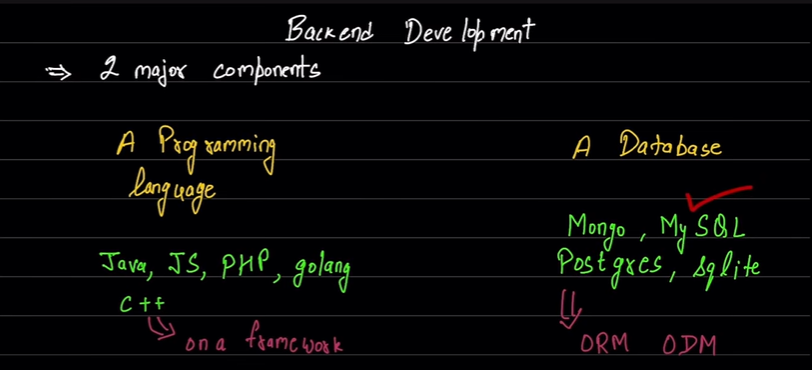 Backend Development
⇒ 2 major components
A Programming
language
A Database
Java, JS, PHP, golang
C++
on a framework
Mongo, MySQL
Postgres, sqlite
ORM ODM